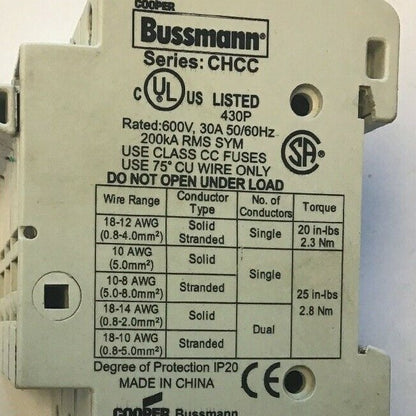 COOPER
Bussmann®
Series: CHCC
C UL US LISTED
430P
Rated:600V, 30A 50/60Hz
200kA RMS SYM
USE CLASS CC FUSES
USE 75° CU WIRE ONLY
SA
DO NOT OPEN UNDER LOAD
Wire Range Conductor Type No. of Conductors Torque
18-12 AWG (0.8-4.0mm²) Solid Stranded Single 20 in-lbs 2.3 Nm
10 AWG (5.0mm²) Solid Single 25 in-lbs 2.8 Nm
10-8 AWG (5.0-8.0mm²) Stranded
18-14 AWG (0.8-2.0mm²) Solid Dual
18-10 AWG (0.8-5.0mm²) Stranded
Degree of Protection IP20
MADE IN CHINA
CE
COOPER Bussmann